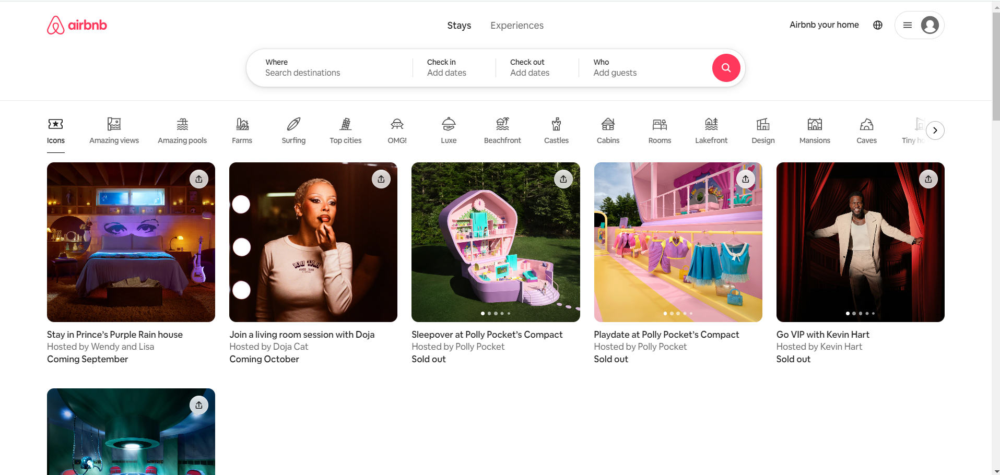 airbnb
Stays
Experiences
Airbnb your home
Where
Search destinations
Check in
Add dates
Check out
Add dates
Who
Add guests
Icons
Amazing views
Amazing pools
Farms
Surfing
Top cities
OMG!
Luxe
Beachfront
Castles
Cabins
Rooms
Lakefront
Design
Mansions
Caves
Tiny ho
Stay in Prince’s Purple Rain house
Hosted by Wendy and Lisa
Coming September
Join a living room session with Doja
Hosted by Doja Cat
Coming October
Sleepover at Polly Pocket’s Compact
Hosted by Polly Pocket
Sold out
Playdate at Polly Pocket’s Compact
Hosted by Polly Pocket
Sold out
Go VIP with Kevin Hart
Hosted by Kevin Hart
Sold out